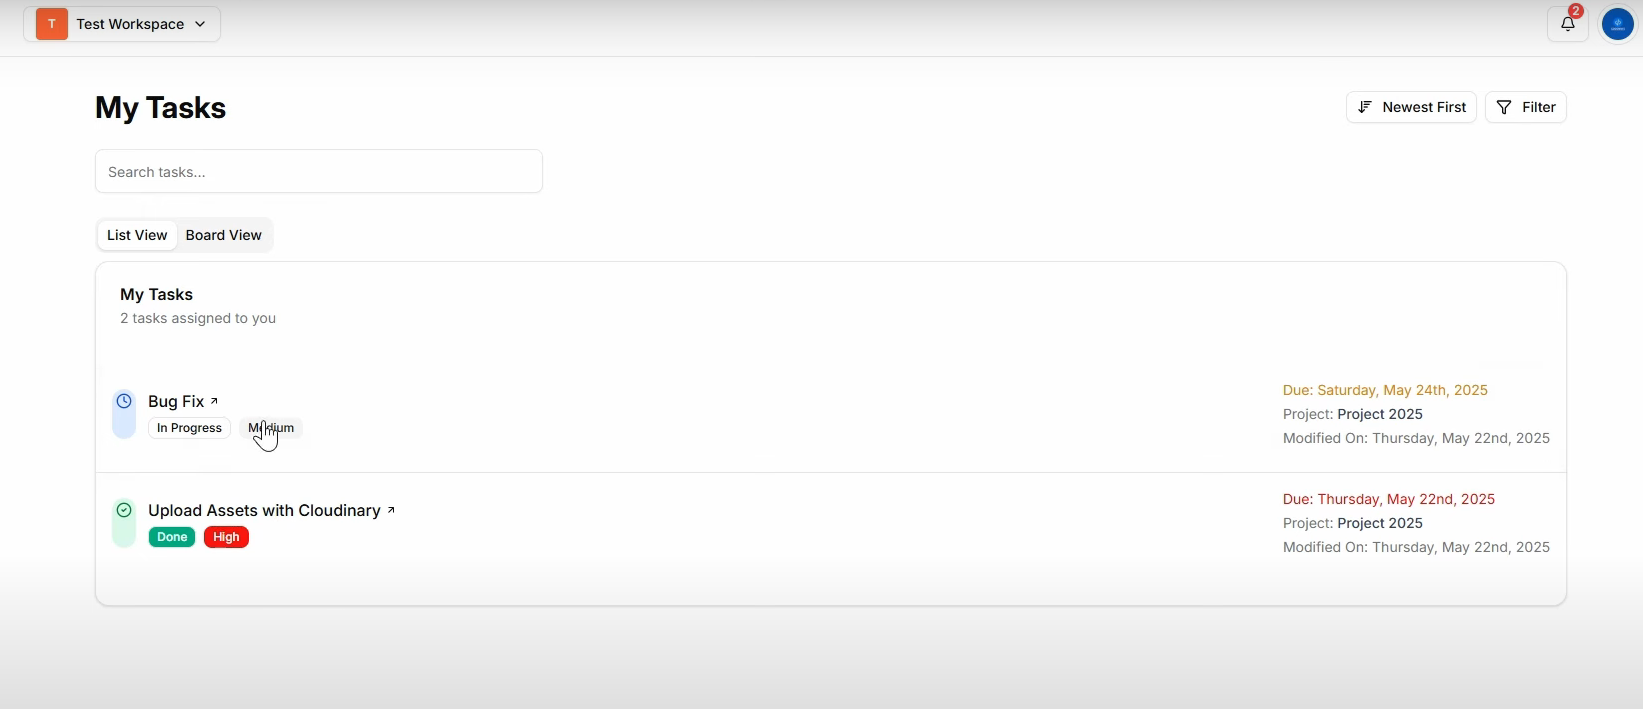 T Test Workspace
2
My Tasks
Newest First
Filter
Search tasks...
List View
Board View
My Tasks
2 tasks assigned to you
Bug Fix
In Progress
Medium
Due: Saturday, May 24th, 2025
Project: Project 2025
Modified On: Thursday, May 22nd, 2025
Upload Assets with Cloudinary
Done
High
Due: Thursday, May 22nd, 2025
Project: Project 2025
Modified On: Thursday, May 22nd, 2025